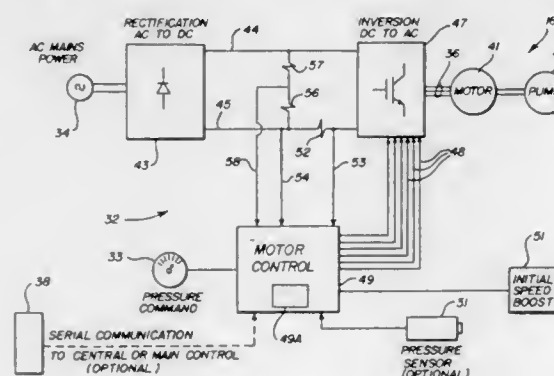 RECTIFICATION
AC TO DC
INVERSION
DC TO AC
44
47
16
AC MAINS
POWER
57
36
41
MOTOR
PUMP
56
45
34
43
52
58
54
53
48
32
33
MOTOR
CONTROL
49
49A
PRESSURE
COMMAND
51
INITIAL
SPEED
BOOST
38
SERIAL COMMUNICATION
TO CENTRAL OR MAIN CONTROL
(OPTIONAL)
31
PRESSURE
SENSOR
(OPTIONAL)